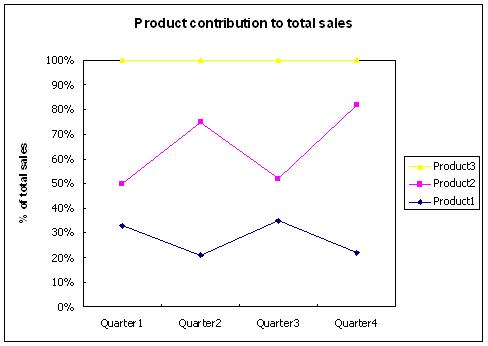 Product contribution to total sales
100%
90%
80%
70%
60%
50%
40%
30%
20%
10%
0%
% of total sales
Quarter1 Quarter2 Quarter3 Quarter4
Product3
Product2
Product1